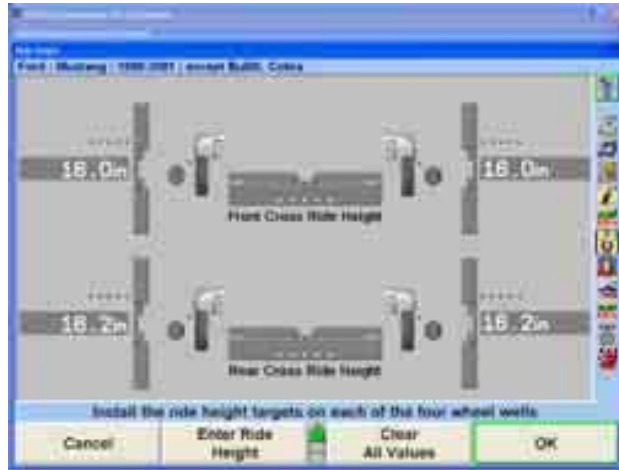 Ford : Mustang : 1999-2001 : except Bullitt, Cobra
16.0in 16.0in
Front Cross Ride Height
16.2in 16.2in
Rear Cross Ride Height
Install the ride height targets on each of the four wheel wells
Cancel Enter Ride Height Clear All Values OK